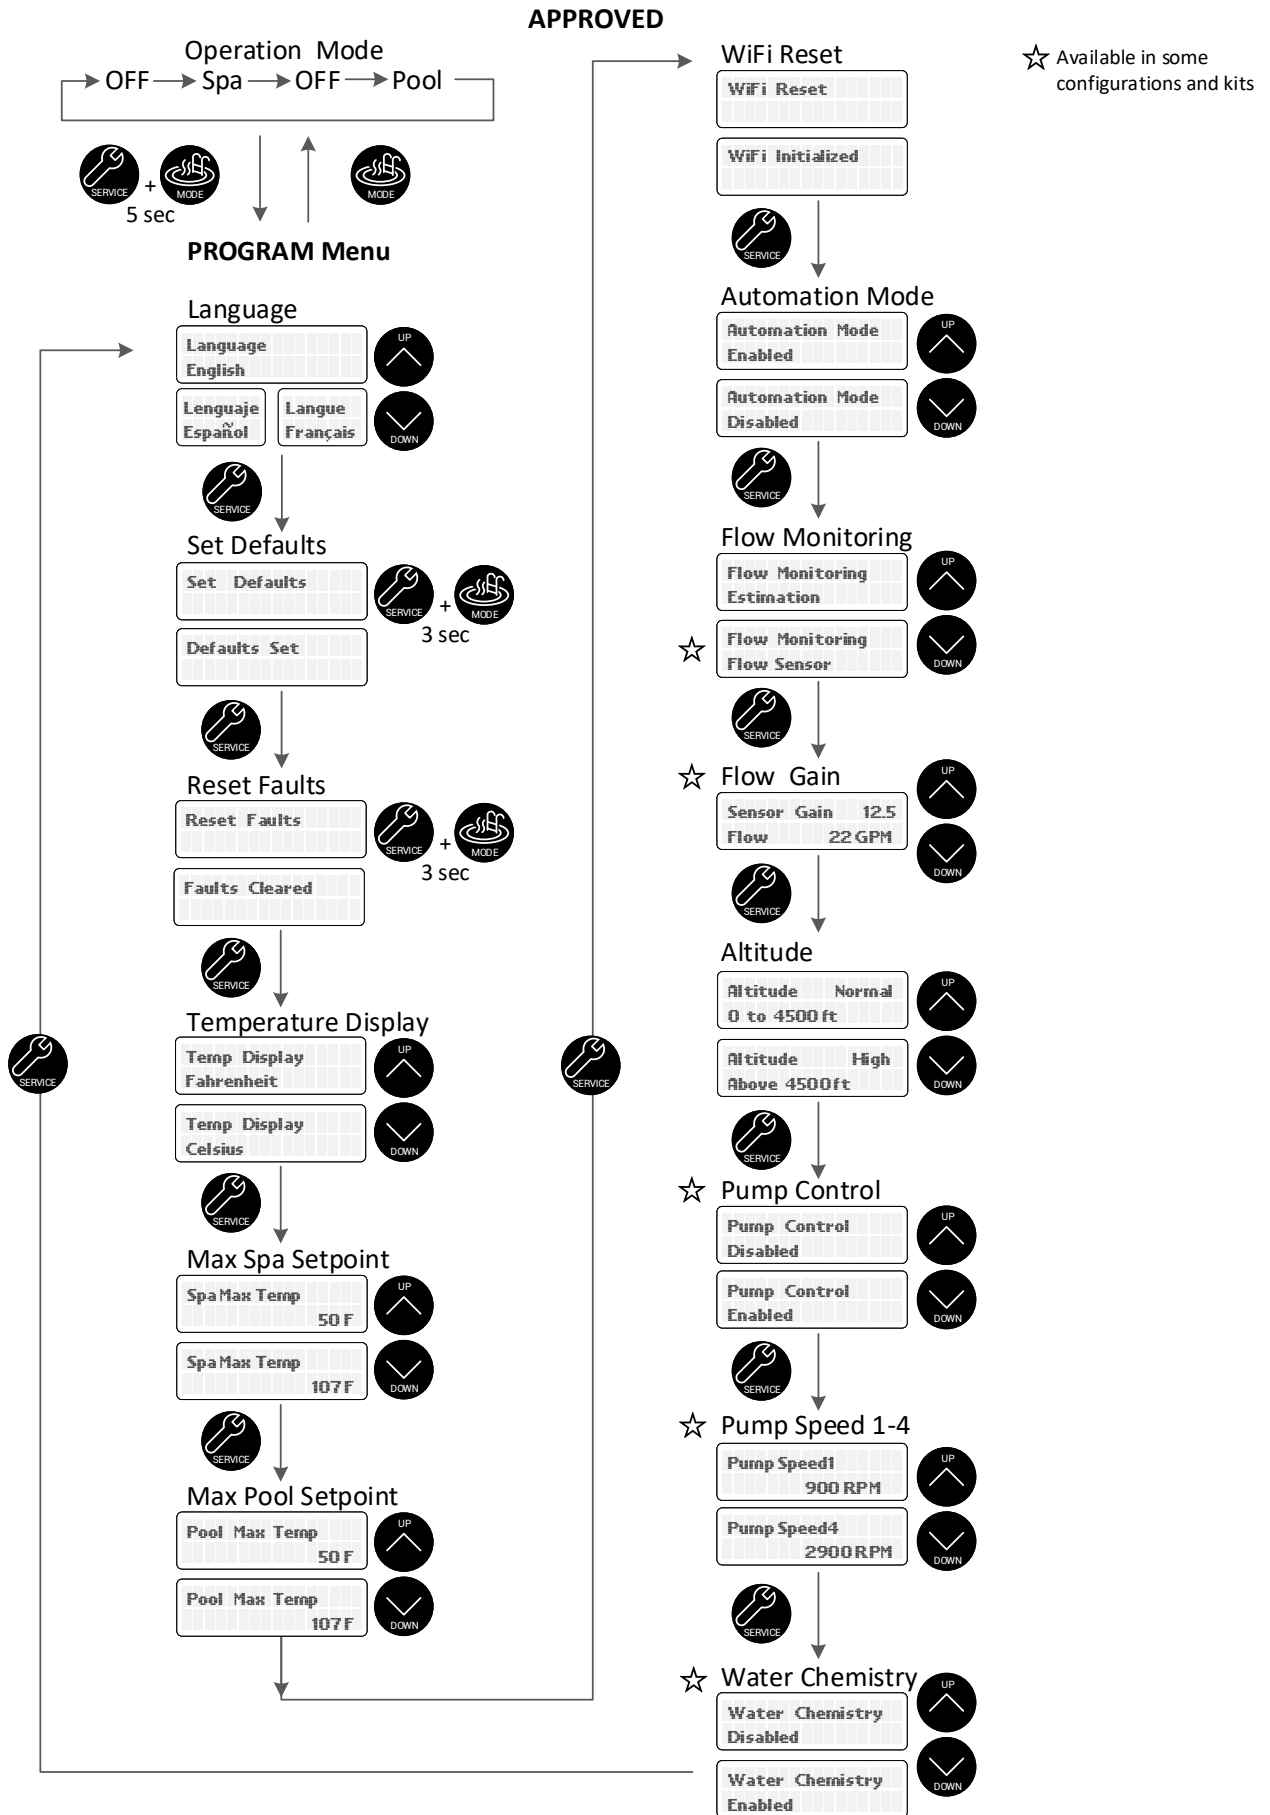 APPROVED
Operation Mode
OFF Spa OFF Pool
SERVICE + MODE
5 sec
MODE
PROGRAM Menu
Language
Language
English
UP
Lenguaje
Español
Langue
Français
DOWN
SERVICE
Set Defaults
Set Defaults
SERVICE + MODE
3 sec
Defaults Set
SERVICE
Reset Faults
Reset Faults
SERVICE + MODE
3 sec
Faults Cleared
SERVICE
Temperature Display
Temp Display
Fahrenheit
UP
Temp Display
Celsius
DOWN
SERVICE
SERVICE
Max Spa Setpoint
Spa Max Temp
50 F
UP
Spa Max Temp
107 F
DOWN
SERVICE
Max Pool Setpoint
Pool Max Temp
50 F
UP
Pool Max Temp
107 F
DOWN
SERVICE
WiFi Reset
WiFi Reset
WiFi Initialized
SERVICE
Automation Mode
Automation Mode
Enabled
UP
Automation Mode
Disabled
DOWN
SERVICE
Flow Monitoring
Flow Monitoring
Estimation
UP
☆ Flow Monitoring
Flow Sensor
DOWN
SERVICE
☆ Flow Gain
Sensor Gain 12.5
Flow 22 GPM
UP
DOWN
SERVICE
Altitude
Altitude Normal
0 to 4500 ft
UP
Altitude High
Above 4500ft
DOWN
SERVICE
☆ Pump Control
Pump Control
Disabled
UP
Pump Control
Enabled
DOWN
SERVICE
☆ Pump Speed 1-4
Pump Speed1
900 RPM
UP
Pump Speed4
2900 RPM
DOWN
SERVICE
☆ Water Chemistry
Water Chemistry
Disabled
UP
Water Chemistry
Enabled
DOWN
☆ Available in some
configurations and kits